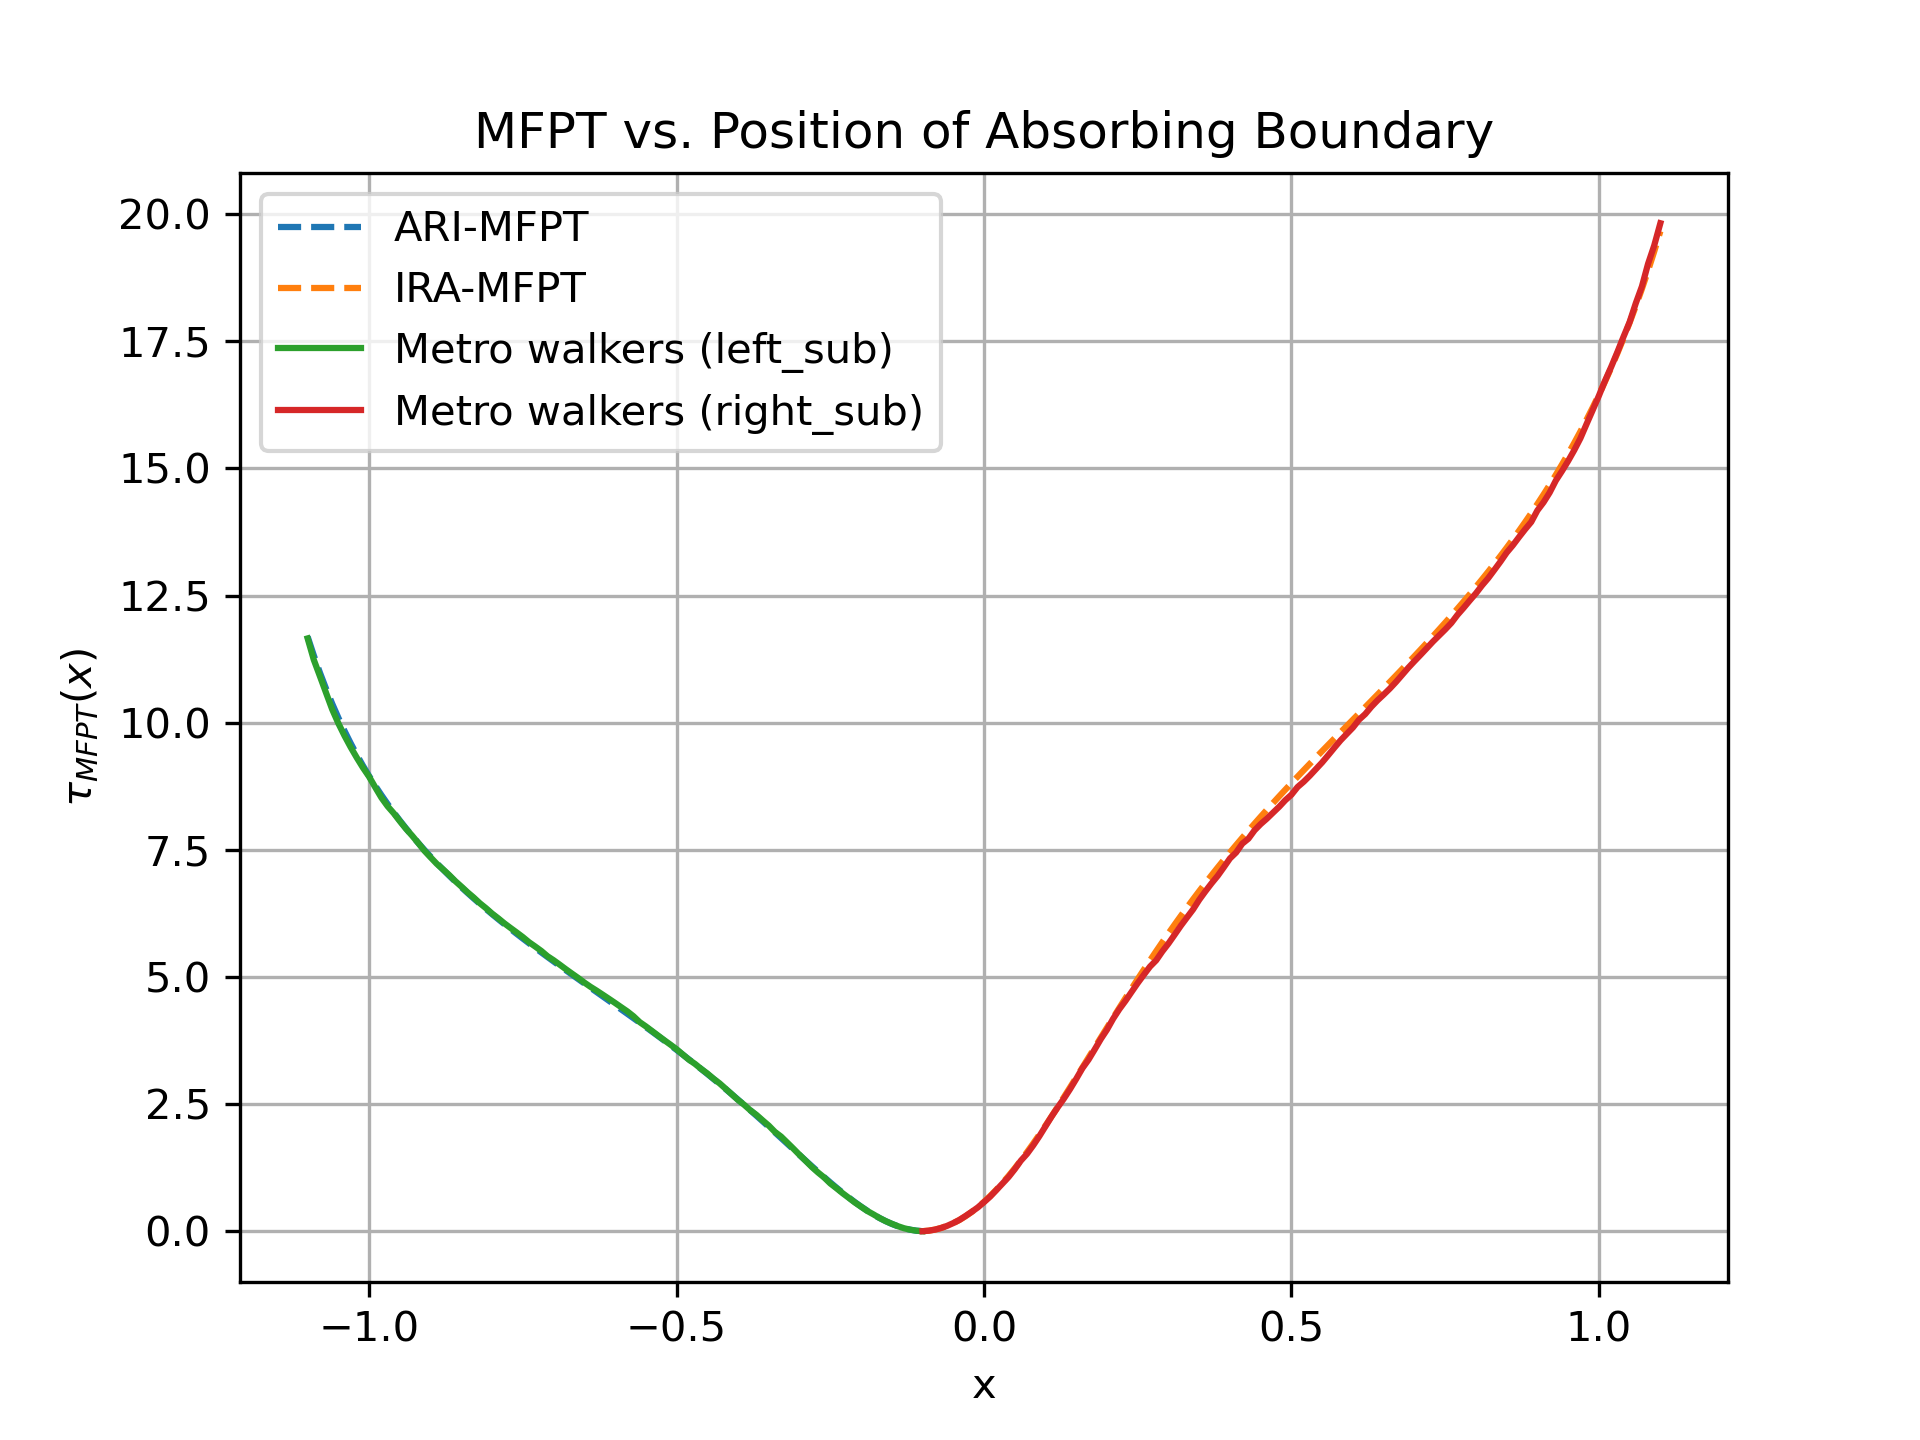 MFPT vs. Position of Absorbing Boundary
ARI-MFPT
IRA-MFPT
Metro walkers (left_sub)
Metro walkers (right_sub)
20.0
17.5
15.0
12.5
10.0
7.5
5.0
2.5
0.0
τ_MFPT(x)
−1.0
−0.5
0.0
0.5
1.0
x